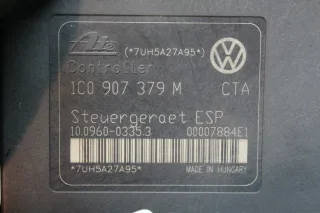 Ate (*7UH5A27A95*)
Controller
1C0 907 379 M CTA
Steuergeraet ESP
10.0960-0335.3 00007884E1
*7UH5A27A95* MADE IN HUNGARY